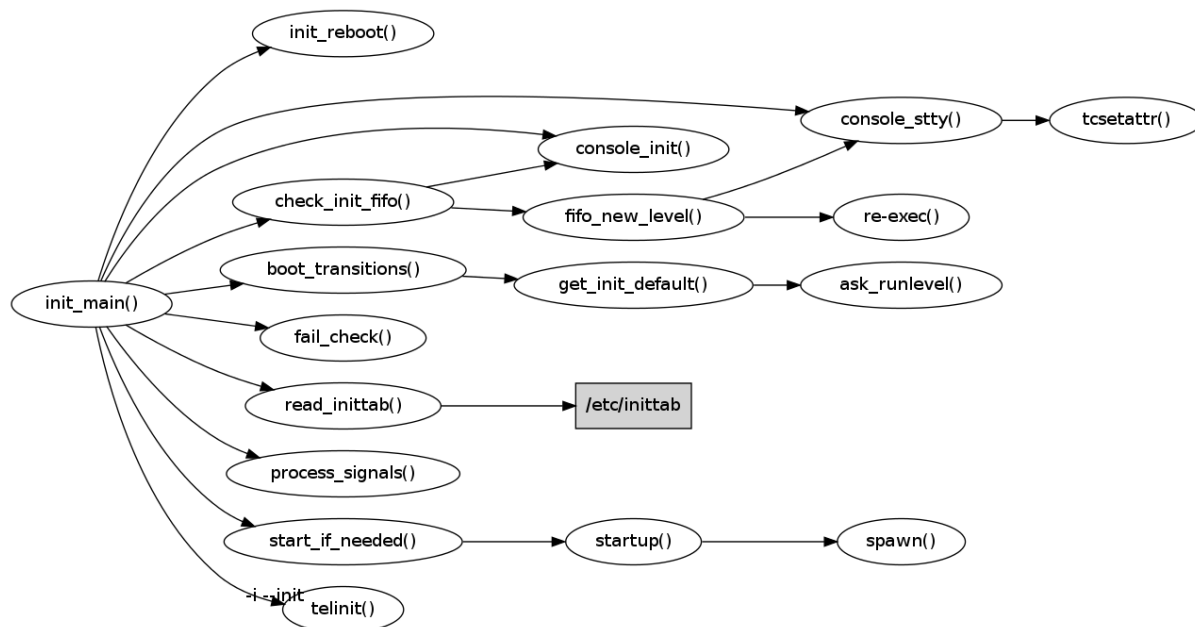 init_reboot()
console_stty()
tcsetattr()
console_init()
check_init_fifo()
fifo_new_level()
re-exec()
boot_transitions()
get_init_default()
ask_runlevel()
init_main()
fail_check()
read_inittab()
/etc/inittab
process_signals()
start_if_needed()
startup()
spawn()
-i --init
telinit()